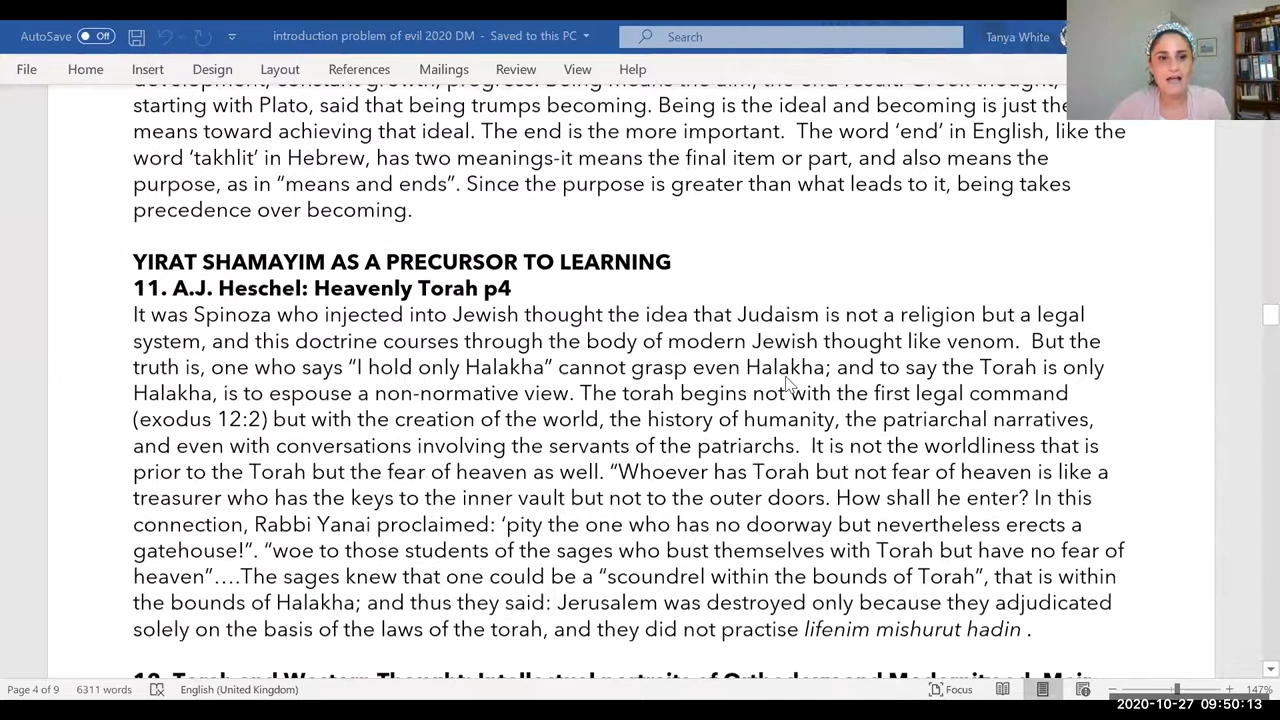 AutoSave Off introduction problem of evil 2020 DM - Saved to this PC Search Tanya White
File Home Insert Design Layout References Mailings Review View Help
starting with Plato, said that being trumps becoming. Being is the ideal and becoming is just the
means toward achieving that ideal. The end is the more important. The word ‘end’ in English, like the
word ‘takhlit’ in Hebrew, has two meanings-it means the final item or part, and also means the
purpose, as in “means and ends”. Since the purpose is greater than what leads to it, being takes
precedence over becoming.
YIRAT SHAMAYIM AS A PRECURSOR TO LEARNING
11. A.J. Heschel: Heavenly Torah p4
It was Spinoza who injected into Jewish thought the idea that Judaism is not a religion but a legal
system, and this doctrine courses through the body of modern Jewish thought like venom. But the
truth is, one who says “I hold only Halakha” cannot grasp even Halakha; and to say the Torah is only
Halakha, is to espouse a non-normative view. The torah begins not with the first legal command
(exodus 12:2) but with the creation of the world, the history of humanity, the patriarchal narratives,
and even with conversations involving the servants of the patriarchs. It is not the worldliness that is
prior to the Torah but the fear of heaven as well. “Whoever has Torah but not fear of heaven is like a
treasurer who has the keys to the inner vault but not to the outer doors. How shall he enter? In this
connection, Rabbi Yanai proclaimed: ‘pity the one who has no doorway but nevertheless erects a
gatehouse!”. “woe to those students of the sages who bust themselves with Torah but have no fear of
heaven”….The sages knew that one could be a “scoundrel within the bounds of Torah”, that is within
the bounds of Halakha; and thus they said: Jerusalem was destroyed only because they adjudicated
solely on the basis of the laws of the torah, and they did not practise lifenim mishurut hadin .
Page 4 of 9 6311 words English (United Kingdom) Focus 147%
2020-10-27 09:50:13